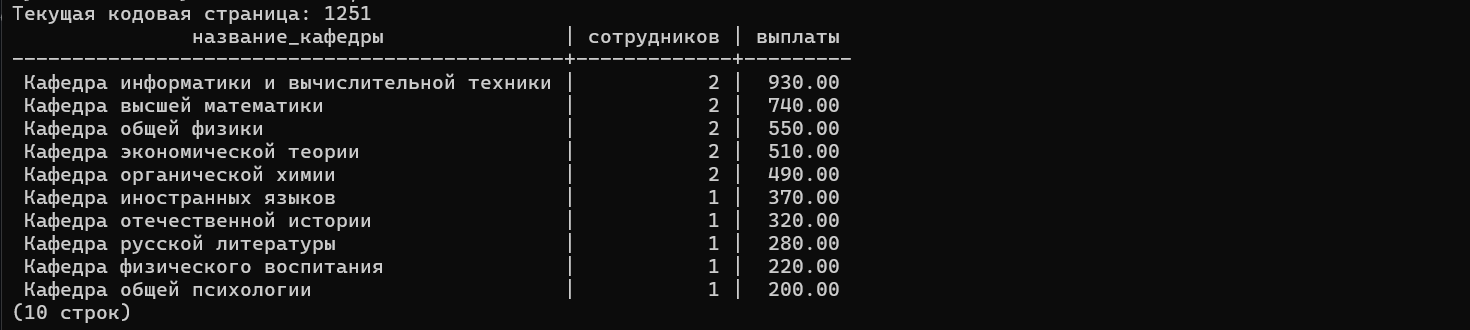 Текущая кодовая страница: 1251
название_кафедры | сотрудников | выплаты
----------------------------------------------+-------------+---------
Кафедра информатики и вычислительной техники | 2 | 930.00
Кафедра высшей математики | 2 | 740.00
Кафедра общей физики | 2 | 550.00
Кафедра экономической теории | 2 | 510.00
Кафедра органической химии | 2 | 490.00
Кафедра иностранных языков | 1 | 370.00
Кафедра отечественной истории | 1 | 320.00
Кафедра русской литературы | 1 | 280.00
Кафедра физического воспитания | 1 | 220.00
Кафедра общей психологии | 1 | 200.00
(10 строк)